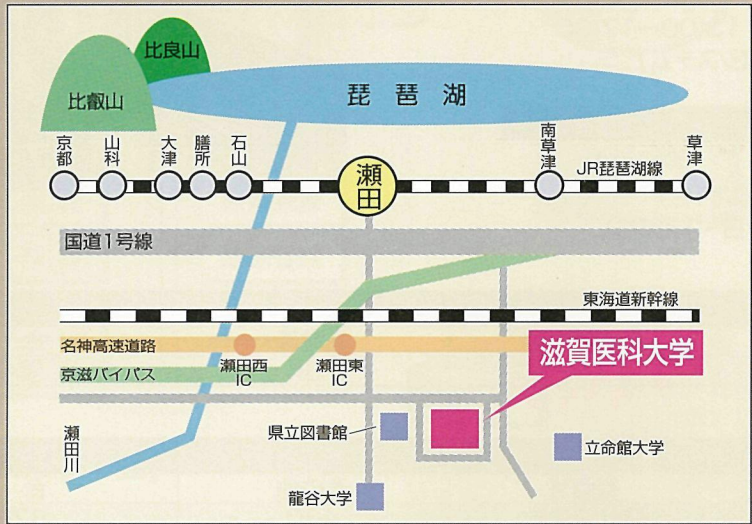 比良山
比叡山
琵琶湖
京都
山科
大津
膳所
石山
瀬田
南草津
草津
JR琵琶湖線
国道1号線
東海道新幹線
名神高速道路
瀬田西
IC
瀬田東
IC
滋賀医科大学
京滋バイパス
瀬田川
県立図書館
立命館大学
龍谷大学